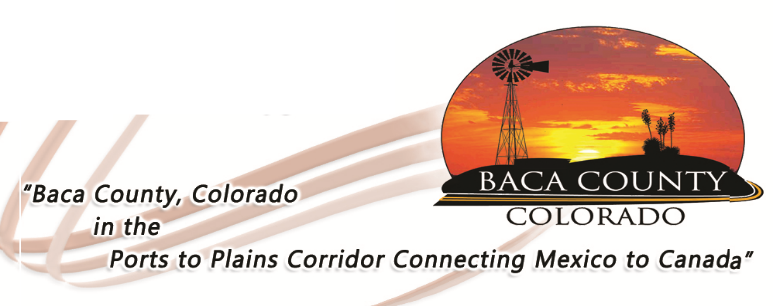 BACA COUNTY
COLORADO
"Baca County, Colorado
in the
Ports to Plains Corridor Connecting Mexico to Canada"